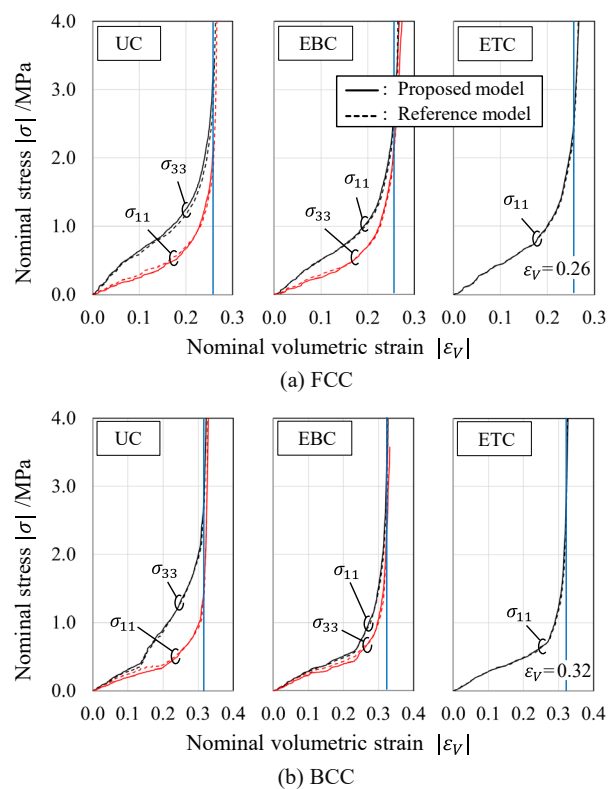 UC
EBC
ETC
— : Proposed model
---- : Reference model
Nominal stress |σ| /MPa
4.0
3.0
2.0
1.0
0.0
σ₃₃
σ₁₁
σ₁₁
σ₃₃
σ₁₁
ε_V=0.26
0.0 0.1 0.2 0.3
0.0 0.1 0.2 0.3
0.0 0.1 0.2 0.3
Nominal volumetric strain |ε_V|
(a) FCC
UC
EBC
ETC
Nominal stress |σ| /MPa
4.0
3.0
2.0
1.0
0.0
σ₃₃
σ₁₁
σ₁₁
σ₃₃
σ₁₁
ε_V=0.32
0.0 0.1 0.2 0.3 0.4
0.0 0.1 0.2 0.3 0.4
0.0 0.1 0.2 0.3 0.4
Nominal volumetric strain |ε_V|
(b) BCC